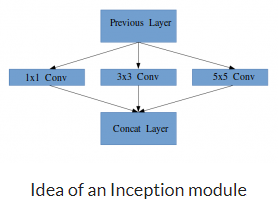 Previous Layer
1x1 Conv
3x3 Conv
5x5 Conv
Concat Layer
Idea of an Inception module